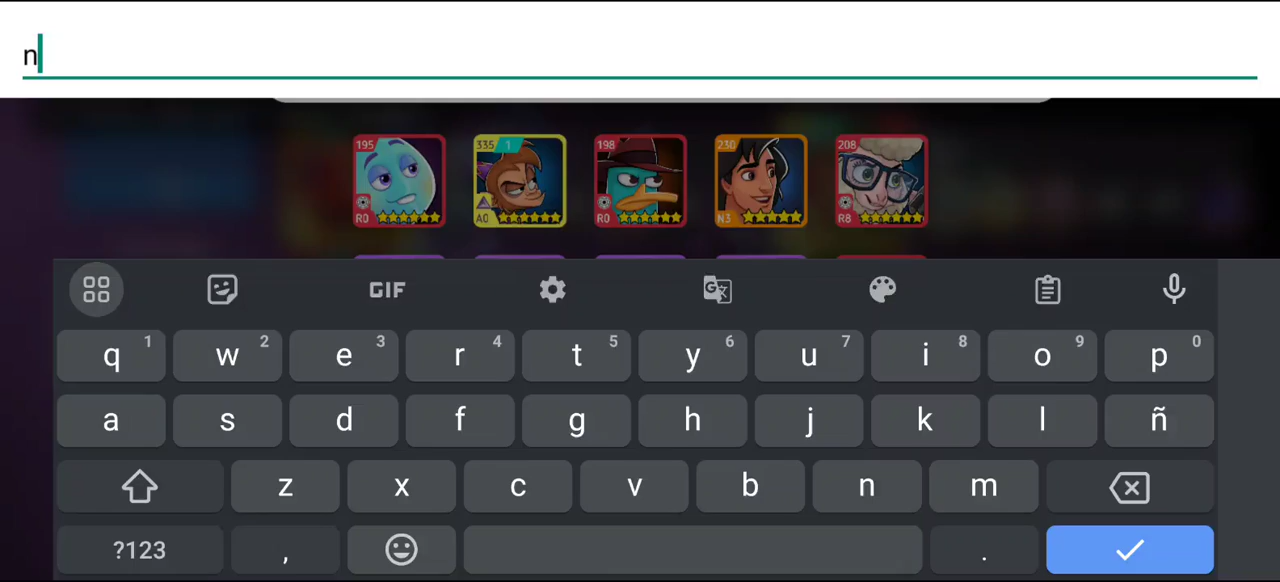 n
195 335 1 198 230 208
R0 A0 R0 N3 R8
GIF
q 1 w 2 e 3 r 4 t 5 y 6 u 7 i 8 o 9 p 0
a s d f g h j k l ñ
z x c v b n m
?123 , .